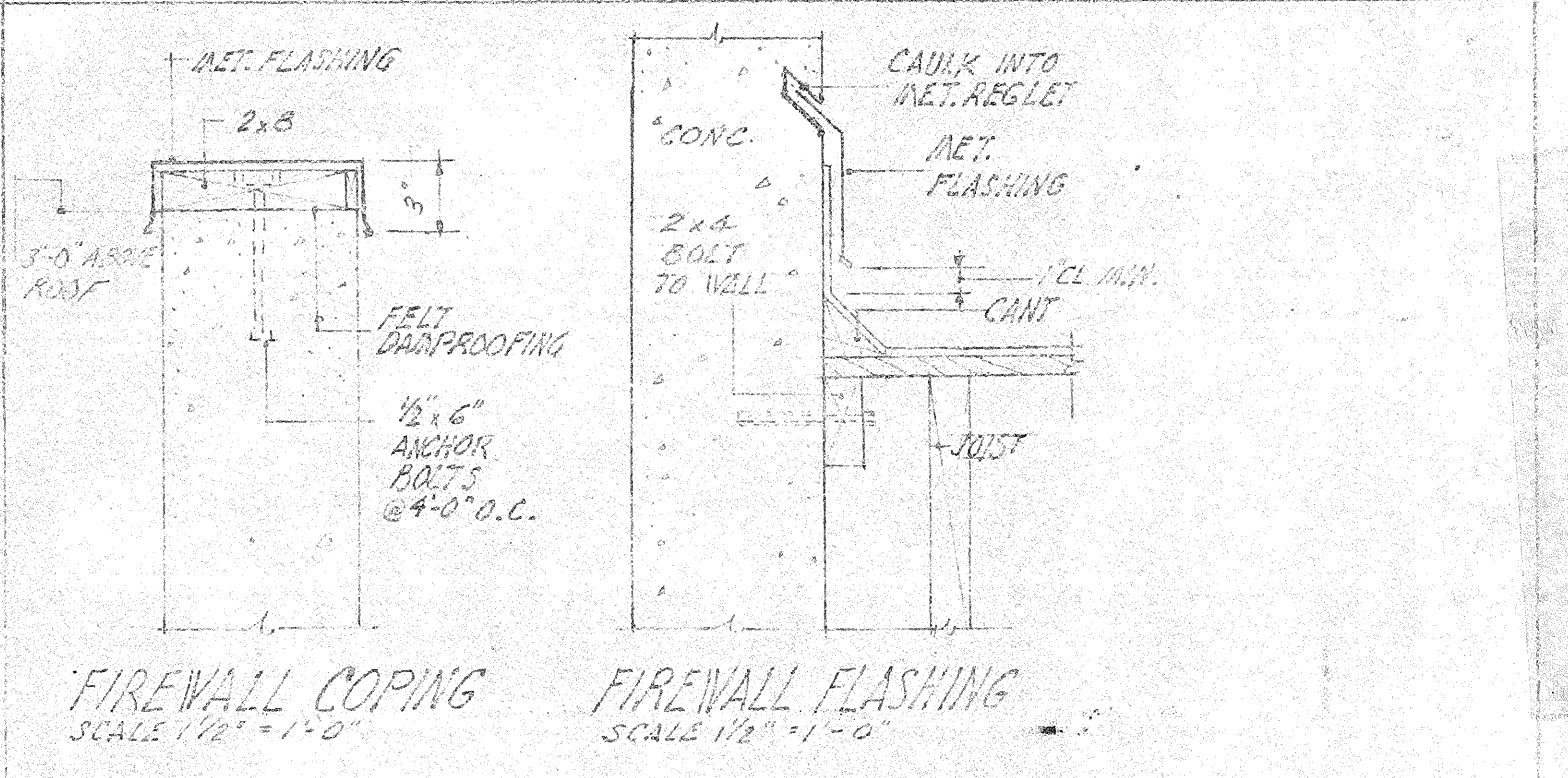 MET. FLASHING
2x8
3"
3'-0" ABOVE
ROOF
FELT
DAMPROOFING
1/2" x 6"
ANCHOR
BOLTS
@ 4'-0" O.C.
FIREWALL COPING
SCALE 1 1/2" = 1'-0"
CAULK INTO
MET. REGLET
CONC.
MET.
FLASHING
2x4
BOLT
TO WALL
1" CL MIN.
CANT
JOIST
FIREWALL FLASHING
SCALE 1 1/2" = 1'-0"